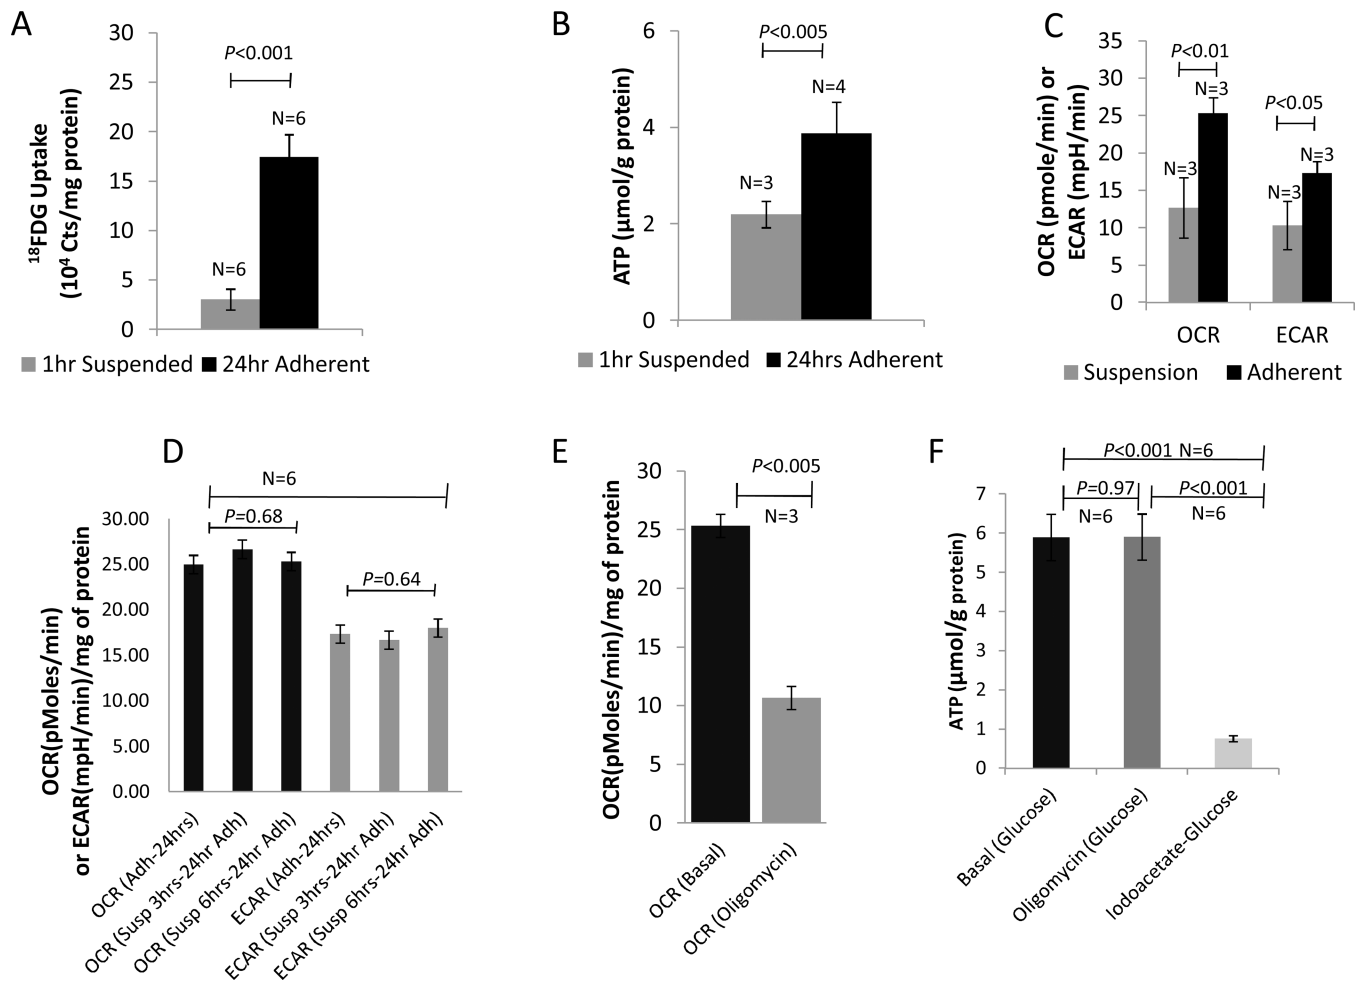 A
30
25
20
15
10
5
0
¹⁸FDG Uptake
(10⁴ Cts/mg protein)
P<0.001
N=6
N=6
1hr Suspended
24hr Adherent
B
6
4
2
0
ATP (µmol/g protein)
P<0.005
N=3
N=4
1hr Suspended
24hrs Adherent
C
35
30
25
20
15
10
5
0
OCR (pmole/min) or
ECAR (mpH/min)
P<0.01
N=3
N=3
P<0.05
N=3
N=3
OCR
ECAR
Suspension
Adherent
D
30.00
25.00
20.00
15.00
10.00
5.00
0.00
OCR(pMoles/min)
or ECAR(mpH/min)/mg of protein
N=6
P=0.68
P=0.64
OCR (Adh-24hrs)
OCR (Susp 3hrs-24hr Adh)
OCR (Susp 6hrs-24hr Adh)
ECAR (Adh-24hrs)
ECAR (Susp 3hrs-24hr Adh)
ECAR (Susp 6hrs-24hr Adh)
E
30
25
20
15
10
5
0
OCR(pMoles/min)/mg of protein
P<0.005
N=3
OCR (Basal)
OCR (Oligomycin)
F
7
6
5
4
3
2
1
0
ATP (µmol/g protein)
P<0.001 N=6
P=0.97
N=6
P<0.001
N=6
Basal (Glucose)
Oligomycin (Glucose)
Iodoacetate-Glucose